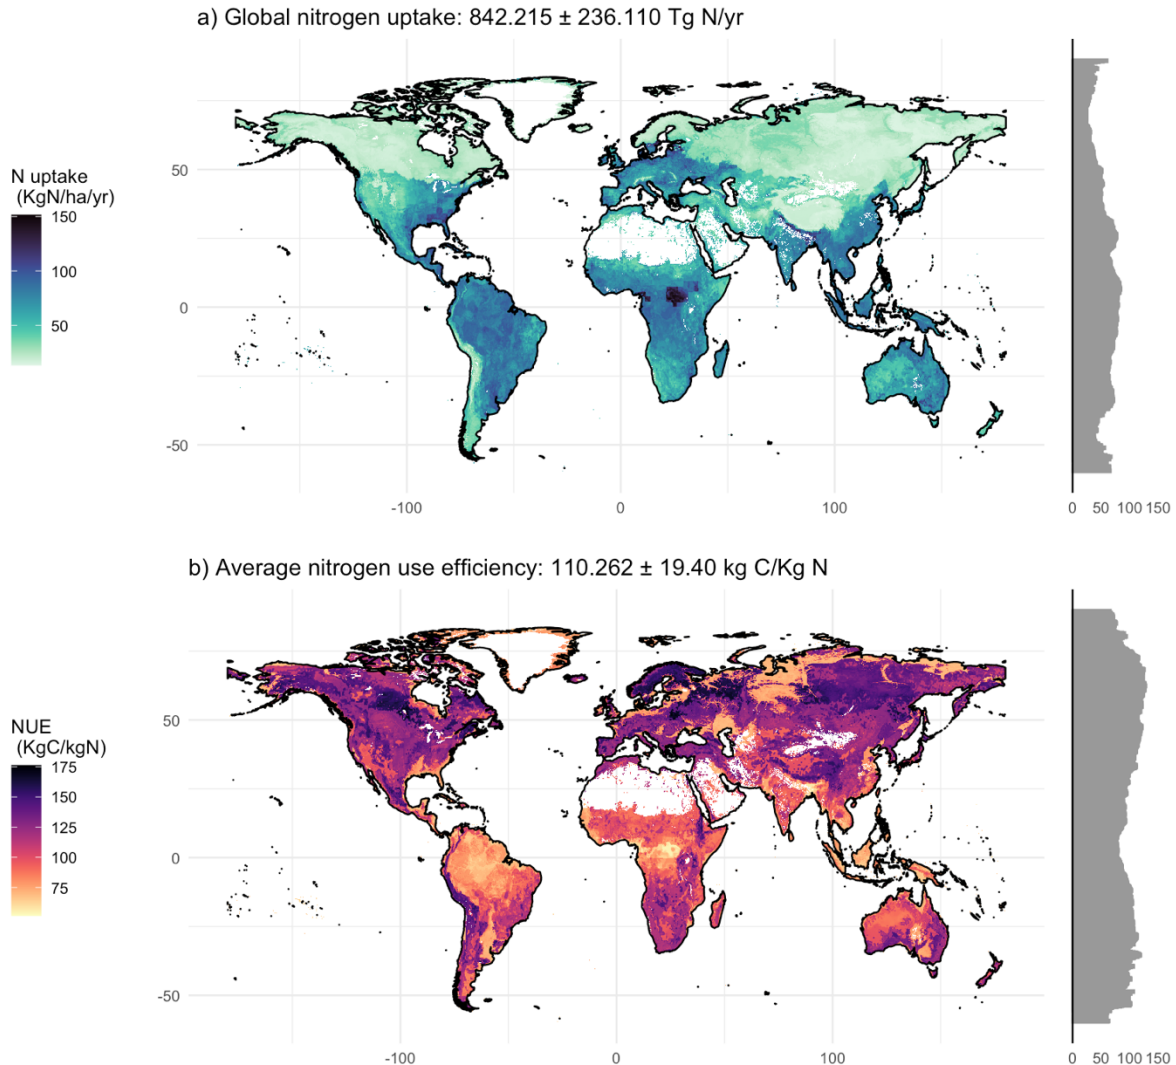 a) Global nitrogen uptake: 842.215 ± 236.110 Tg N/yr
N uptake
(KgN/ha/yr)
150
100
50
50
0
-50
-100
0
100
0 50 100 150
b) Average nitrogen use efficiency: 110.262 ± 19.40 kg C/Kg N
NUE
(KgC/kgN)
175
150
125
100
75
50
0
-50
-100
0
100
0 50 100 150